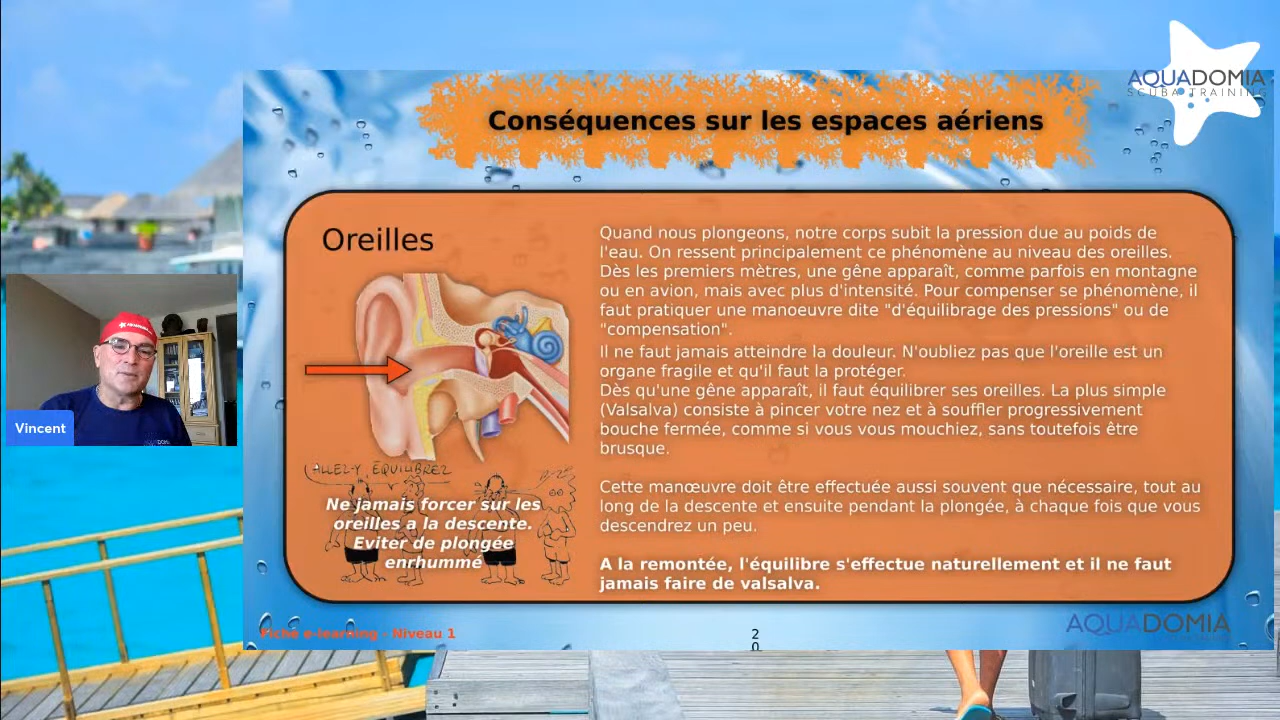 AQUADOMIA
SCUBA TRAINING
Conséquences sur les espaces aériens
Oreilles
Quand nous plongeons, notre corps subit la pression due au poids de
l'eau. On ressent principalement ce phénomène au niveau des oreilles.
Dès les premiers mètres, une gêne apparaît, comme parfois en montagne
ou en avion, mais avec plus d'intensité. Pour compenser se phénomène, il
faut pratiquer une manoeuvre dite "d'équilibrage des pressions" ou de
"compensation".
Il ne faut jamais atteindre la douleur. N'oubliez pas que l'oreille est un
organe fragile et qu'il faut la protéger.
Dès qu'une gêne apparaît, il faut équilibrer ses oreilles. La plus simple
(Valsalva) consiste à pincer votre nez et à souffler progressivement
bouche fermée, comme si vous vous mouchiez, sans toutefois être
brusque.
Cette manœuvre doit être effectuée aussi souvent que nécessaire, tout au
long de la descente et ensuite pendant la plongée, à chaque fois que vous
descendrez un peu.
A la remontée, l'équilibre s'effectue naturellement et il ne faut
jamais faire de valsalva.
ALLEZ-Y, ÉQUILIBREZ
Ne jamais forcer sur les
oreilles a la descente.
Eviter de plongée
enrhummé
Vincent
Fiche e-learning - Niveau 1
2
0
AQUADOMIA